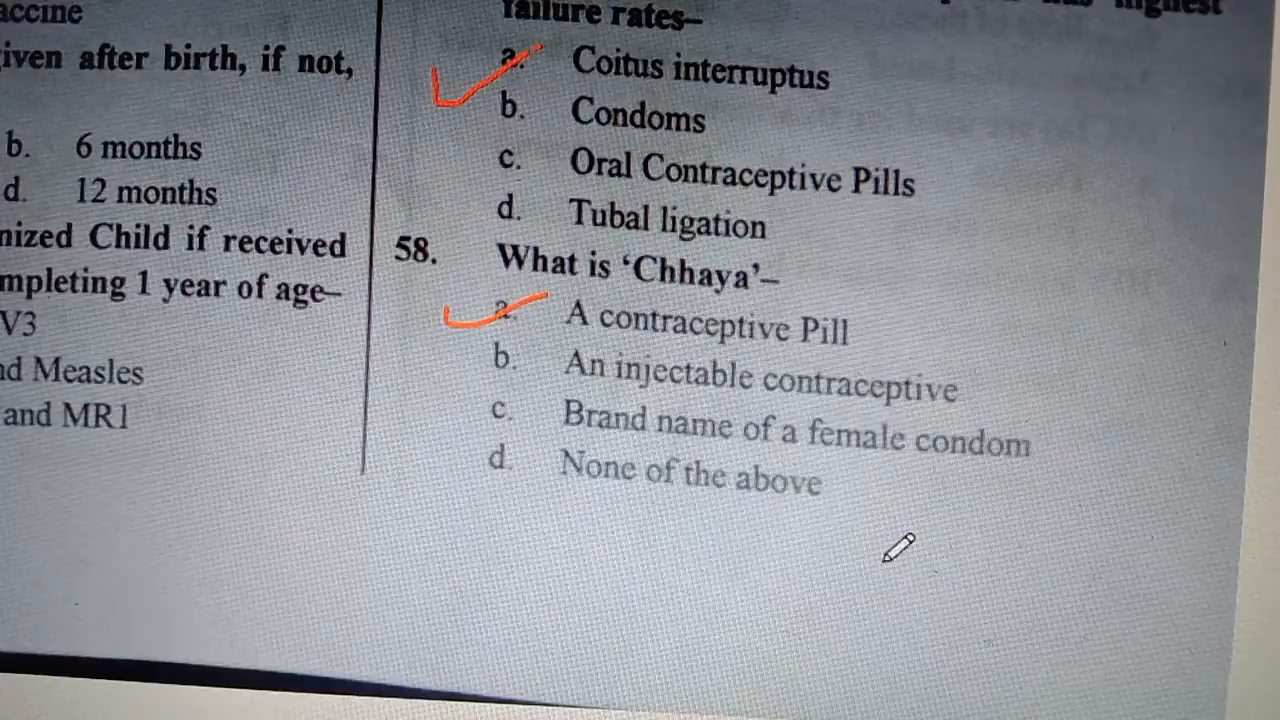 accine
iven after birth, if not,
b. 6 months
d. 12 months
nized Child if received
mpleting 1 year of age–
V3
nd Measles
and MR1
highest
failure rates–
a. Coitus interruptus
b. Condoms
c. Oral Contraceptive Pills
d. Tubal ligation
58. What is ‘Chhaya’–
a. A contraceptive Pill
b. An injectable contraceptive
c. Brand name of a female condom
d. None of the above